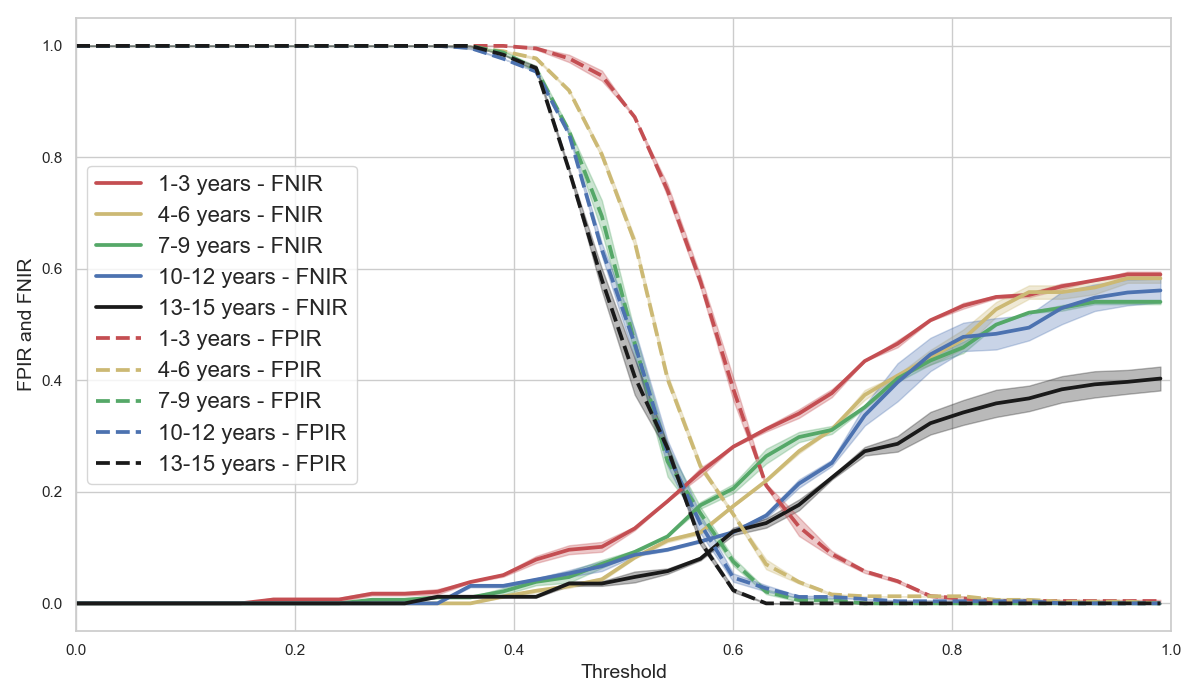 1.0
0.8
0.6
0.4
0.2
0.0
FPIR and FNIR
1-3 years - FNIR
4-6 years - FNIR
7-9 years - FNIR
10-12 years - FNIR
13-15 years - FNIR
1-3 years - FPIR
4-6 years - FPIR
7-9 years - FPIR
10-12 years - FPIR
13-15 years - FPIR
0.0 0.2 0.4 0.6 0.8 1.0
Threshold